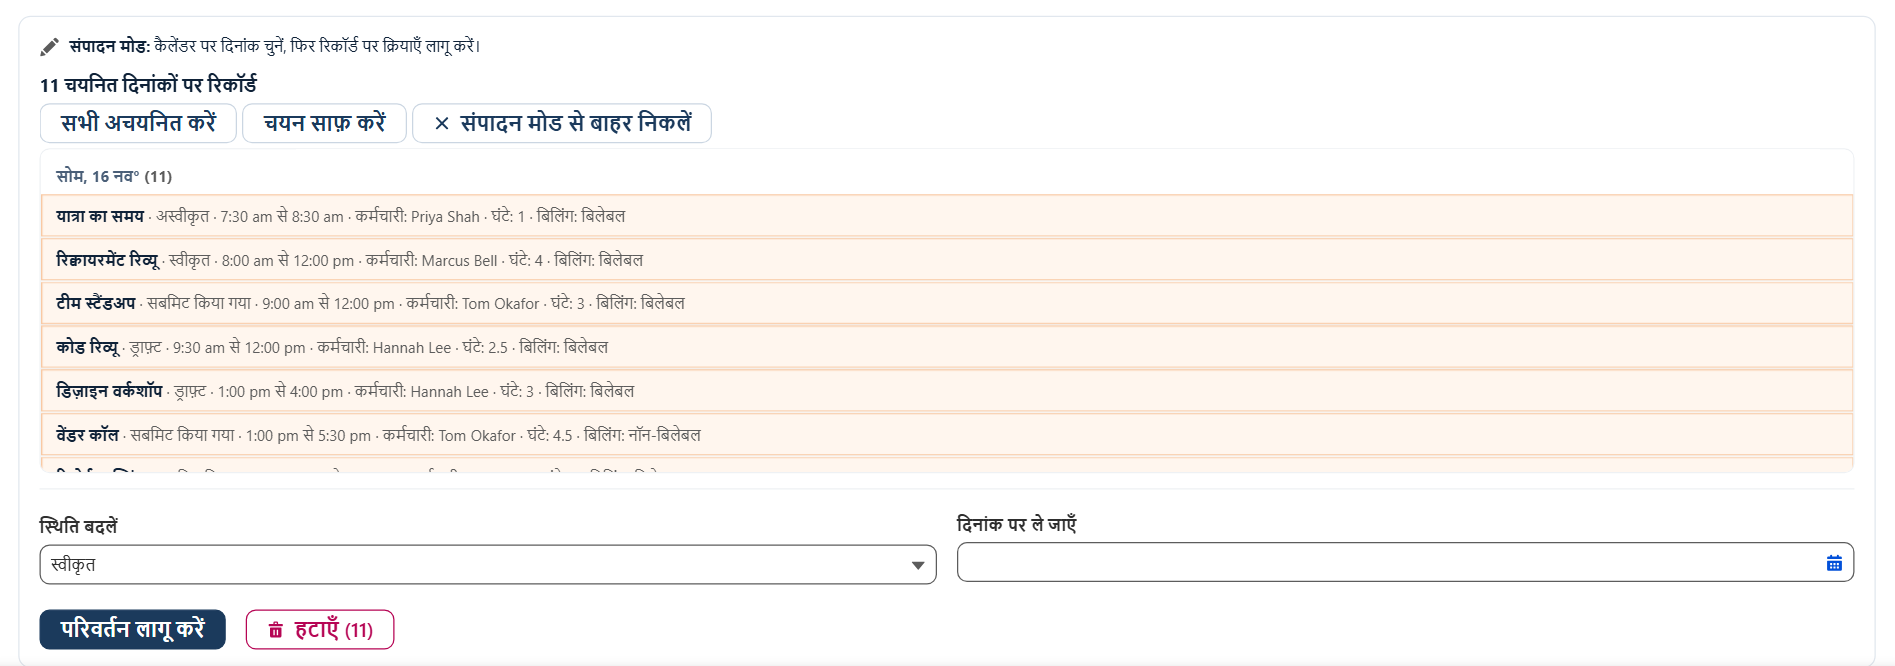 संपादन मोड: कैलेंडर पर दिनांक चुनें, फिर रिकॉर्ड पर क्रियाएँ लागू करें।
11 चयनित दिनांकों पर रिकॉर्ड
सभी अचयनित करें चयन साफ़ करें × संपादन मोड से बाहर निकलें
सोम, 16 नव॰ (11)
यात्रा का समय · अस्वीकृत · 7:30 am से 8:30 am · कर्मचारी: Priya Shah · घंटे: 1 · बिलिंग: बिलेबल
रिक्वायरमेंट रिव्यू · स्वीकृत · 8:00 am से 12:00 pm · कर्मचारी: Marcus Bell · घंटे: 4 · बिलिंग: बिलेबल
टीम स्टैंडअप · सबमिट किया गया · 9:00 am से 12:00 pm · कर्मचारी: Tom Okafor · घंटे: 3 · बिलिंग: बिलेबल
कोड रिव्यू · ड्राफ़्ट · 9:30 am से 12:00 pm · कर्मचारी: Hannah Lee · घंटे: 2.5 · बिलिंग: बिलेबल
डिज़ाइन वर्कशॉप · ड्राफ़्ट · 1:00 pm से 4:00 pm · कर्मचारी: Hannah Lee · घंटे: 3 · बिलिंग: बिलेबल
वेंडर कॉल · सबमिट किया गया · 1:00 pm से 5:30 pm · कर्मचारी: Tom Okafor · घंटे: 4.5 · बिलिंग: नॉन-बिलेबल
स्थिति बदलें
दिनांक पर ले जाएँ
स्वीकृत
परिवर्तन लागू करें हटाएँ (11)